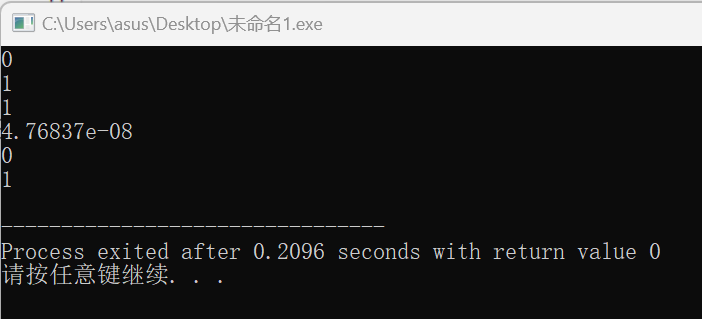 C:\Users\asus\Desktop\未命名1.exe
0
1
1
4.76837e-08
0
1
--------------------------------
Process exited after 0.2096 seconds with return value 0
请按任意键继续. . .